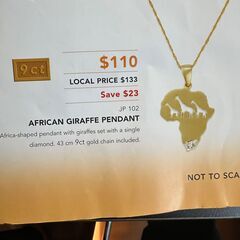 9ct
$110
LOCAL PRICE $133
Save $23
JP 102
AFRICAN GIRAFFE PENDANT
Africa-shaped pendant with giraffes set with a single
diamond. 43 cm 9ct gold chain included.
NOT TO SCA